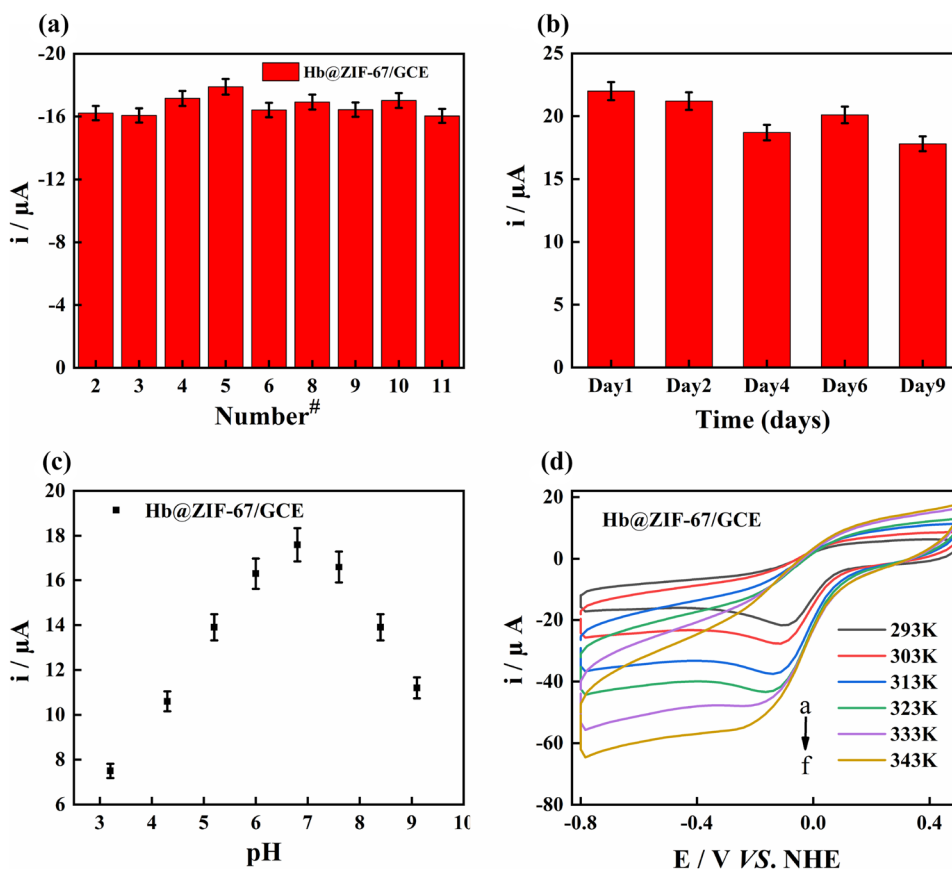 (a)
-20
-16
-12
-8
-4
0
i / μA
Hb@ZIF-67/GCE
2 3 4 5 6 8 9 10 11
Number#
(b)
25
20
15
10
5
0
i / μA
Day1 Day2 Day4 Day6 Day9
Time (days)
(c)
20
18
16
14
12
10
8
6
i / μA
Hb@ZIF-67/GCE
3 4 5 6 7 8 9 10
pH
(d)
20
0
-20
-40
-60
-80
i / μ A
Hb@ZIF-67/GCE
293K
303K
313K
323K
333K
343K
a
f
-0.8 -0.4 0.0 0.4
E / V VS. NHE